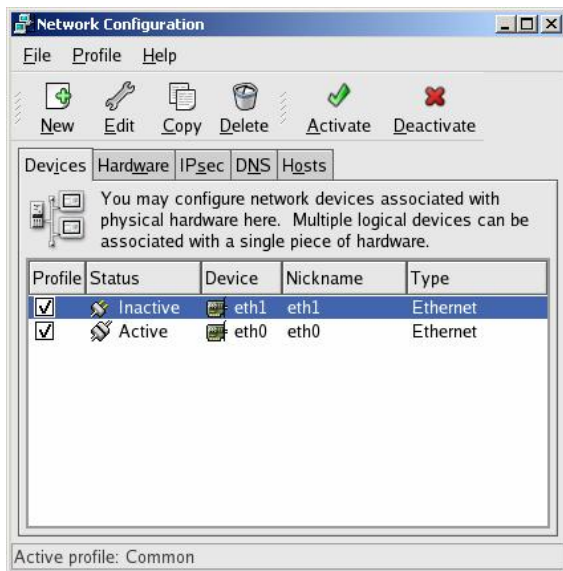 Network Configuration
File Profile Help
New Edit Copy Delete Activate Deactivate
Devices Hardware IPsec DNS Hosts
You may configure network devices associated with
physical hardware here. Multiple logical devices can be
associated with a single piece of hardware.
Profile Status Device Nickname Type
Inactive eth1 eth1 Ethernet
Active eth0 eth0 Ethernet
Active profile: Common